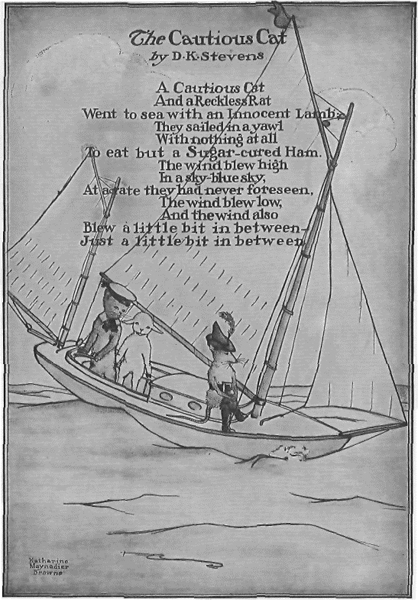 The Cautious Cat
by D.K. Stevens
A Cautious Cat
And a Reckless Rat
Went to sea with an Innocent Lamb;
They sailed in a yawl
With nothing at all
To eat but a Sugar-cured Ham.
The wind blew high
In a sky-blue sky,
At a rate they had never foreseen,
The wind blew low,
And the wind also
Blew a little bit in between—
Just a little bit in between.
Katharine
Maynadier
Browne